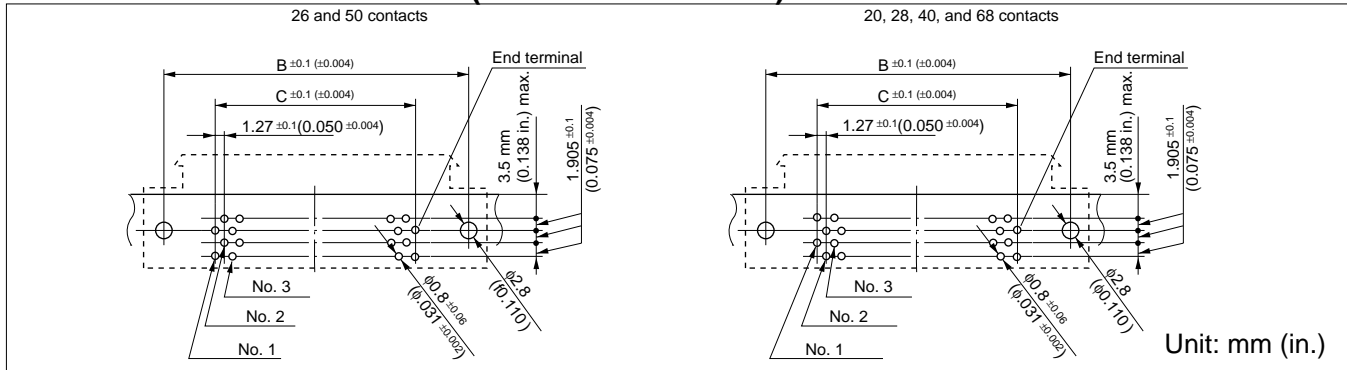 26 and 50 contacts
B ±0.1 (±0.004)
End terminal
C ±0.1 (±0.004)
1.27 ±0.1(0.050 ±0.004)
3.5 mm
(0.138 in.) max.
1.905 ±0.1
(0.075 ±0.004)
No. 3
No. 2
No. 1
ϕ0.8 ±0.06
(ϕ.031 ±0.002)
ϕ2.8
(f0.110)
20, 28, 40, and 68 contacts
B ±0.1 (±0.004)
End terminal
C ±0.1 (±0.004)
1.27 ±0.1(0.050 ±0.004)
3.5 mm
(0.138 in.) max.
1.905 ±0.1
(0.075 ±0.004)
No. 3
No. 2
No. 1
ϕ0.8 ±0.06
(ϕ.031 ±0.002)
ϕ2.8
(ϕ0.110)
Unit: mm (in.)